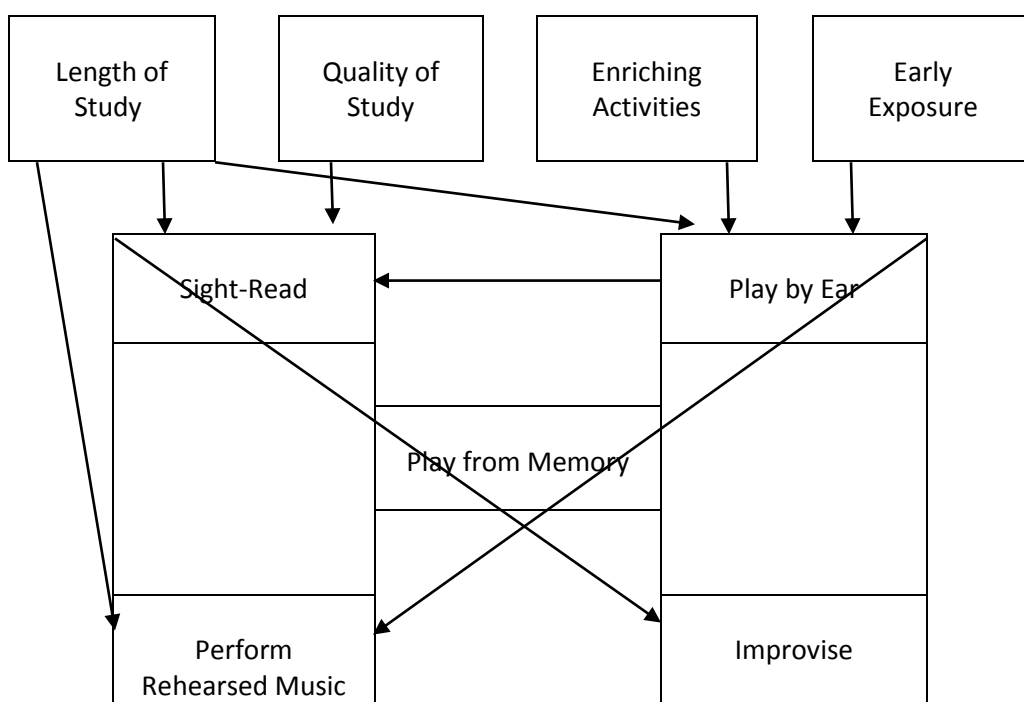 Length of
Study
Quality of
Study
Enriching
Activities
Early
Exposure
Sight-Read
Play by Ear
Play from Memory
Perform
Rehearsed Music
Improvise